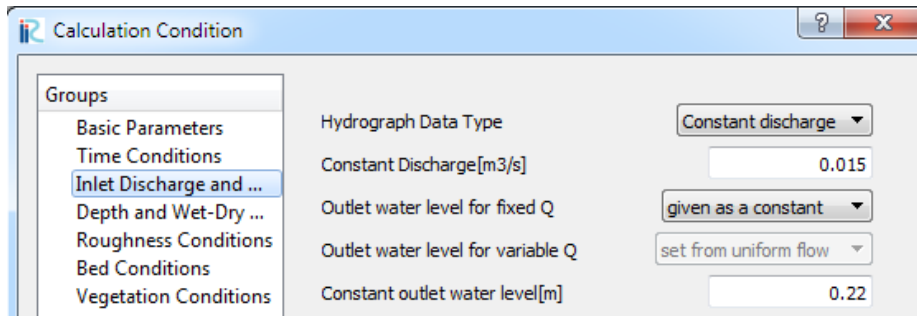 iRIC Calculation Condition
Groups
Basic Parameters
Time Conditions
Inlet Discharge and ...
Depth and Wet-Dry ...
Roughness Conditions
Bed Conditions
Vegetation Conditions
Hydrograph Data Type Constant discharge
Constant Discharge[m3/s] 0.015
Outlet water level for fixed Q given as a constant
Outlet water level for variable Q set from uniform flow
Constant outlet water level[m] 0.22